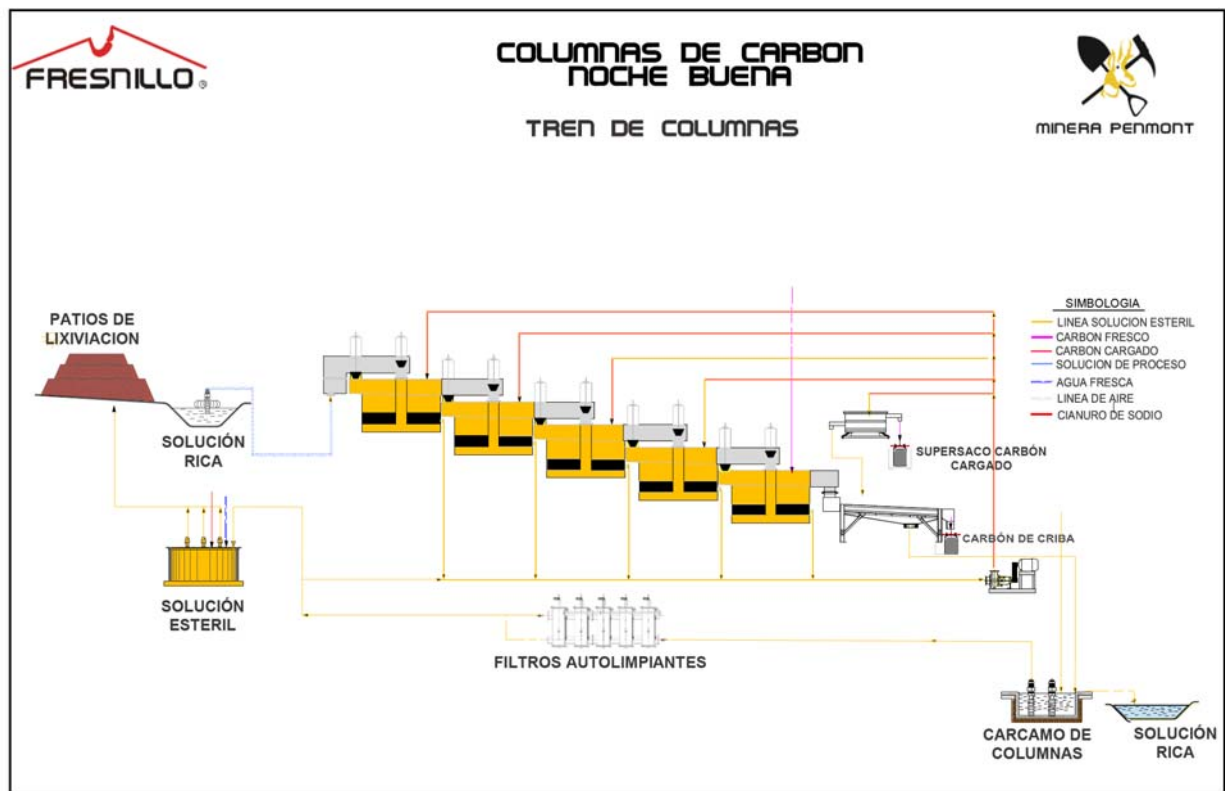 FRESNILLO ®
COLUMNAS DE CARBON
NOCHE BUENA
TREN DE COLUMNAS
MINERA PENMONT
SIMBOLOGIA
LINEA SOLUCION ESTERIL
CARBON FRESCO
CARBON CARGADO
SOLUCION DE PROCESO
AGUA FRESCA
LINEA DE AIRE
CIANURO DE SODIO
PATIOS DE
LIXIVIACION
SOLUCIÓN
RICA
SUPERSACO CARBÓN
CARGADO
CARBÓN DE CRIBA
SOLUCIÓN
ESTERIL
FILTROS AUTOLIMPIANTES
CARCAMO DE
COLUMNAS
SOLUCIÓN
RICA